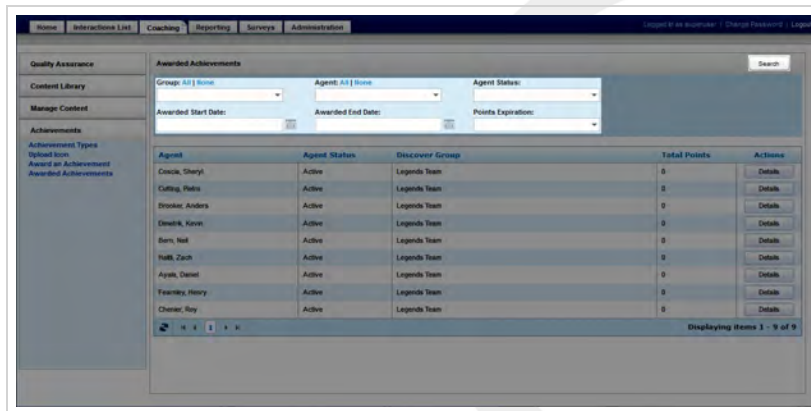 Home Interactions List Coaching Reporting Surveys Administration
Logged in as superuser | Change Password | Logout
Quality Assurance
Content Library
Manage Content
Achievements
Achievement Types
Upload Icon
Award an Achievement
Awarded Achievements
Awarded Achievements Search
Group: All | None Agent: All | None Agent Status:
Awarded Start Date: Awarded End Date: Points Expiration:
Agent Agent Status Discover Group Total Points Actions
Coscia, Sheryl Active Legends Team 0 Details
Cutling, Pietro Active Legends Team 0 Details
Bronker, Anders Active Legends Team 0 Details
Kevin Active Legends Team 0 Details
Bern, Neil Active Legends Team 0 Details
Zach Active Legends Team 0 Details
Ayala, Daniel Active Legends Team 0 Details
Fearnley, Henry Active Legends Team 0 Details
Chenier, Roy Active Legends Team 0 Details
1 Displaying items 1 - 9 of 9